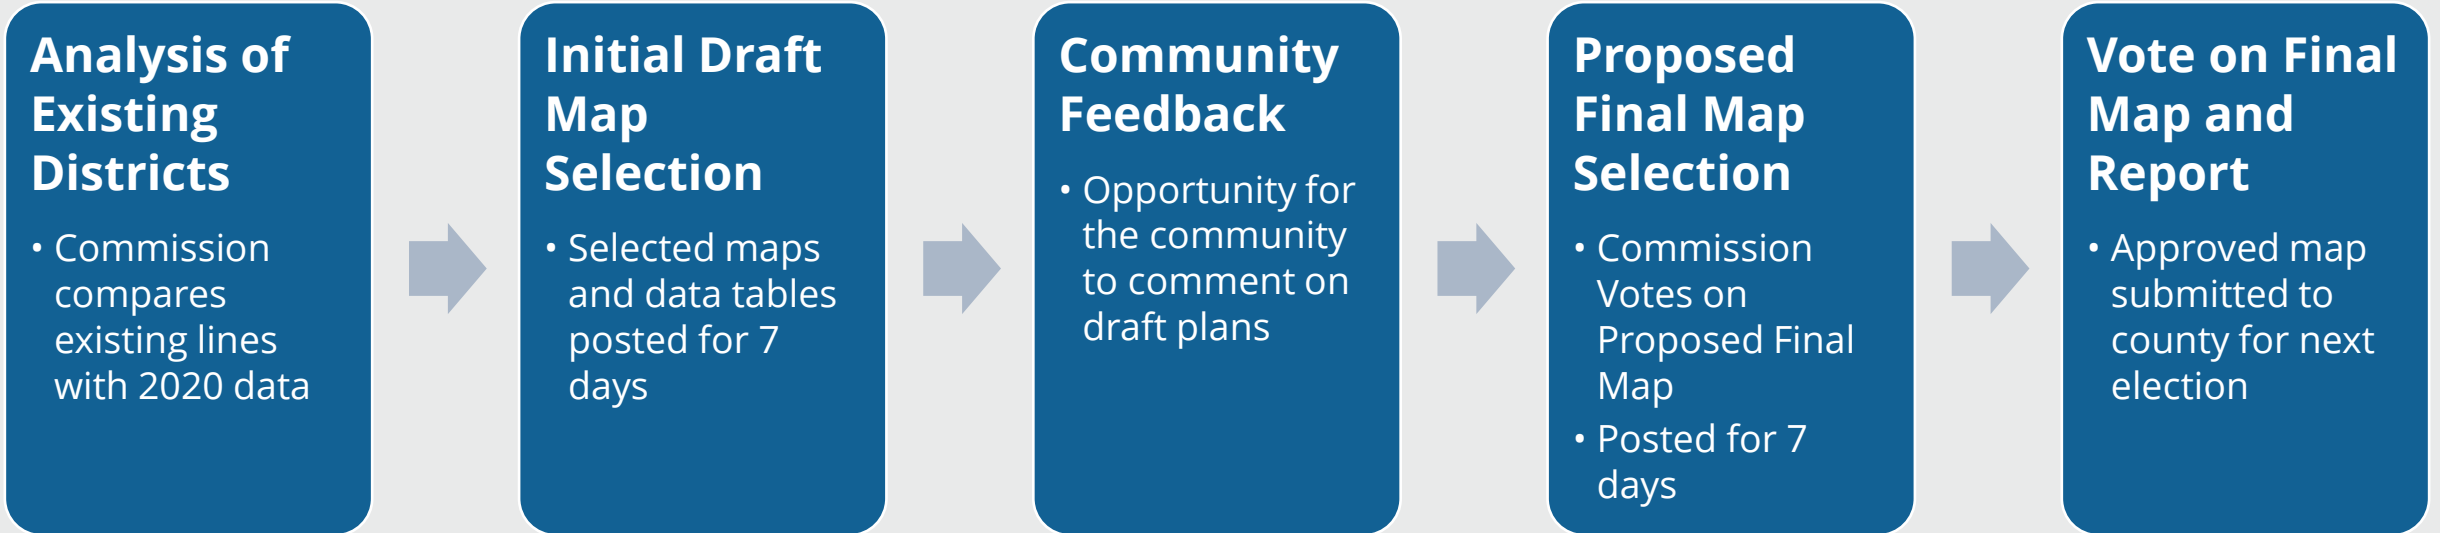 Analysis of
Existing
Districts
• Commission
compares
existing lines
with 2020 data
Initial Draft
Map
Selection
• Selected maps
and data tables
posted for 7
days
Community
Feedback
• Opportunity for
the community
to comment on
draft plans
Proposed
Final Map
Selection
• Commission
Votes on
Proposed Final
Map
• Posted for 7
days
Vote on Final
Map and
Report
• Approved map
submitted to
county for next
election